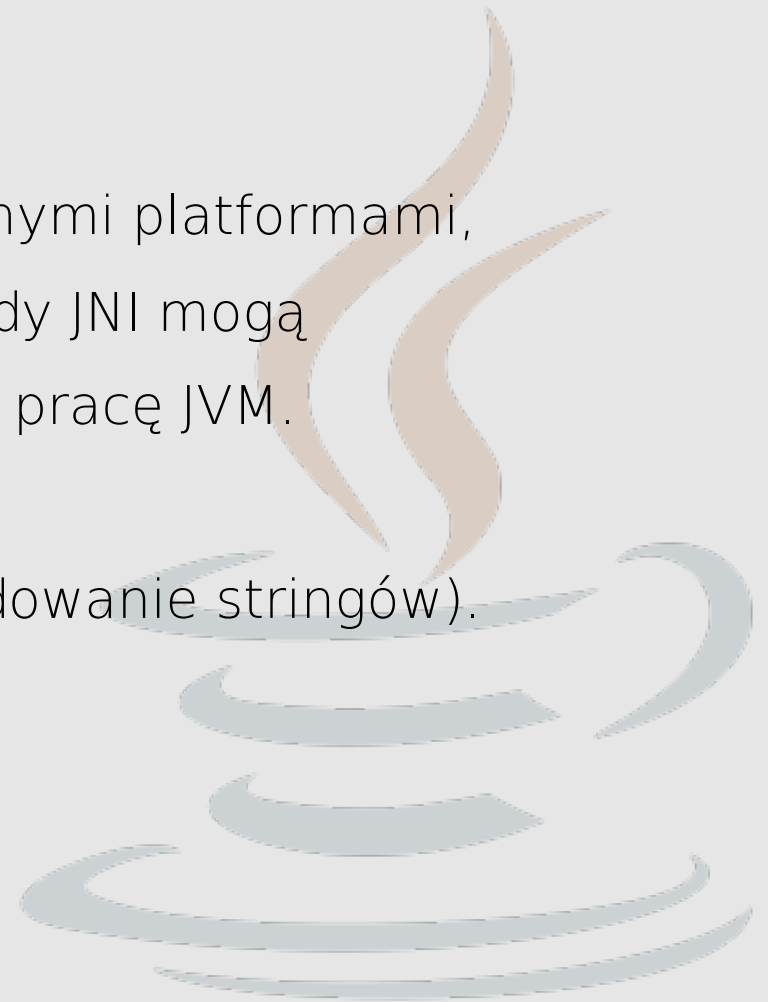 nymi platformami,
dy JNI mogą
pracę JVM.
dowanie stringów).